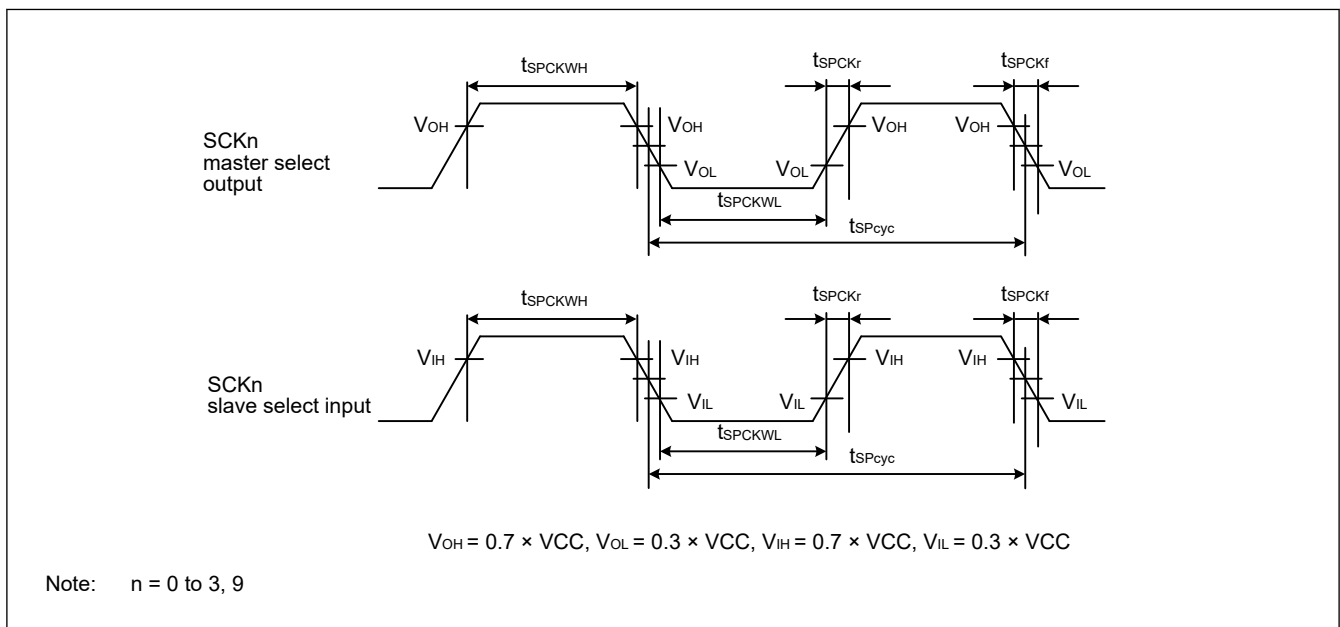 tSPCKWH
tSPCKr
tSPCKf
SCKn
master select
output
VOH
VOH
VOL
VOL
VOH
VOH
VOL
tSPCKWL
tSPcyc
tSPCKWH
tSPCKr
tSPCKf
SCKn
slave select input
VIH
VIH
VIL
VIL
VIH
VIH
VIL
tSPCKWL
tSPcyc
VOH = 0.7 × VCC, VOL = 0.3 × VCC, VIH = 0.7 × VCC, VIL = 0.3 × VCC
Note: n = 0 to 3, 9